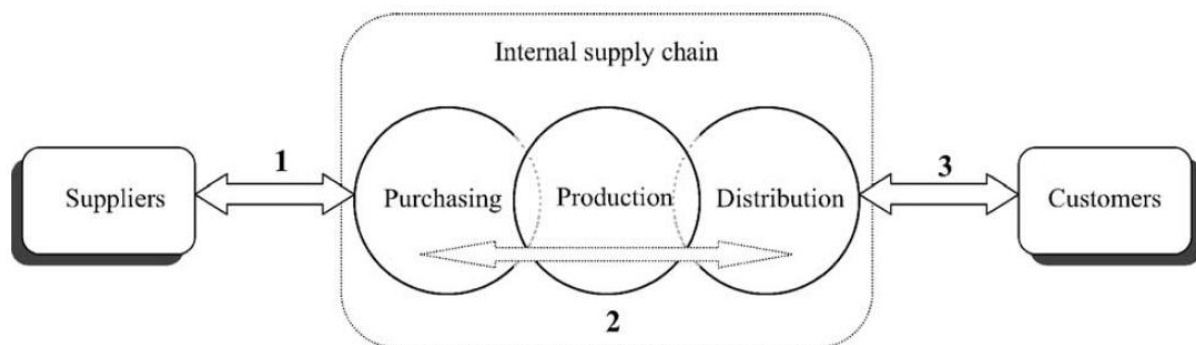 Internal supply chain
1
3
Suppliers
Purchasing
Production
Distribution
Customers
2